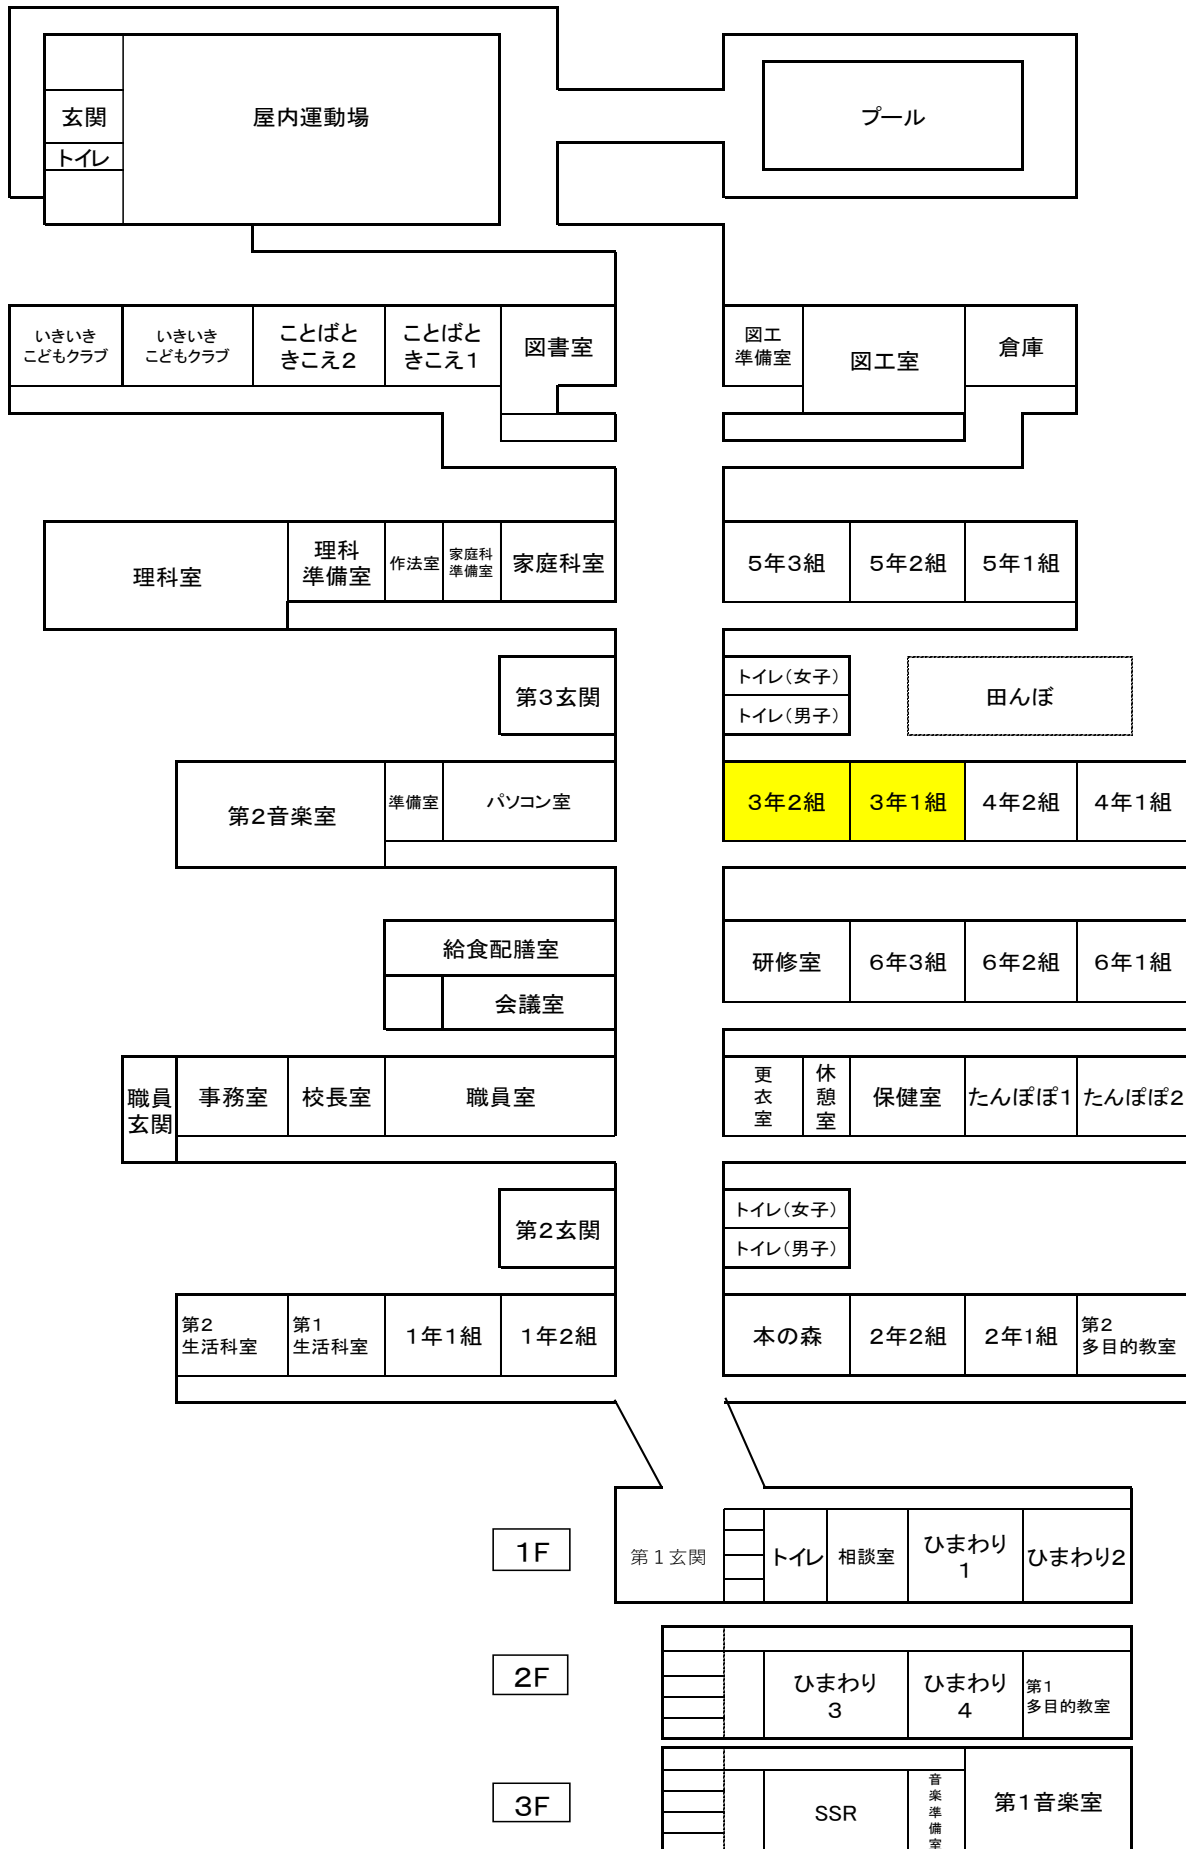 玄関
トイレ
屋内運動場
プール
いきいき
こどもクラブ
いきいき
こどもクラブ
ことばと
きこえ2
ことばと
きこえ1
図書室
図工
準備室
図工室
倉庫
理科室
理科
準備室
作法室
家庭科
準備室
家庭科室
5年3組
5年2組
5年1組
第3玄関
トイレ(女子)
トイレ(男子)
田んぼ
第2音楽室
準備室
パソコン室
3年2組
3年1組
4年2組
4年1組
給食配膳室
会議室
研修室
6年3組
6年2組
6年1組
職員
玄関
事務室
校長室
職員室
更
衣
室
休
憩
室
保健室
たんぽぽ1
たんぽぽ2
第2玄関
トイレ(女子)
トイレ(男子)
第2
生活科室
第1
生活科室
1年1組
1年2組
本の森
2年2組
2年1組
第2
多目的教室
1F
第1玄関
トイレ
相談室
ひまわり
1
ひまわり2
2F
ひまわり
3
ひまわり
4
第1
多目的教室
3F
SSR
音
楽
準
備
室
第1音楽室